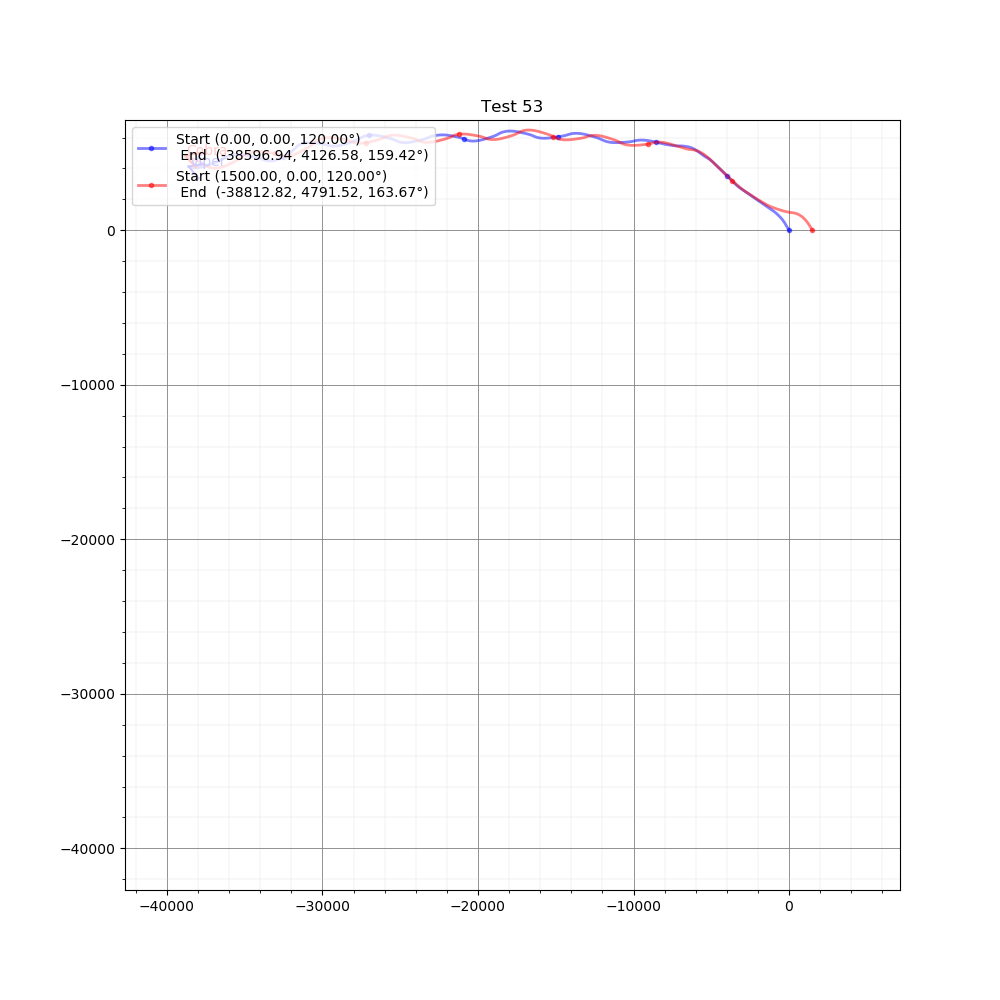 Test 53
Start (0.00, 0.00, 120.00°)
End (-38596.94, 4126.58, 159.42°)
Start (1500.00, 0.00, 120.00°)
End (-38812.82, 4791.52, 163.67°)
0
−10000
−20000
−30000
−40000
−40000
−30000
−20000
−10000
0